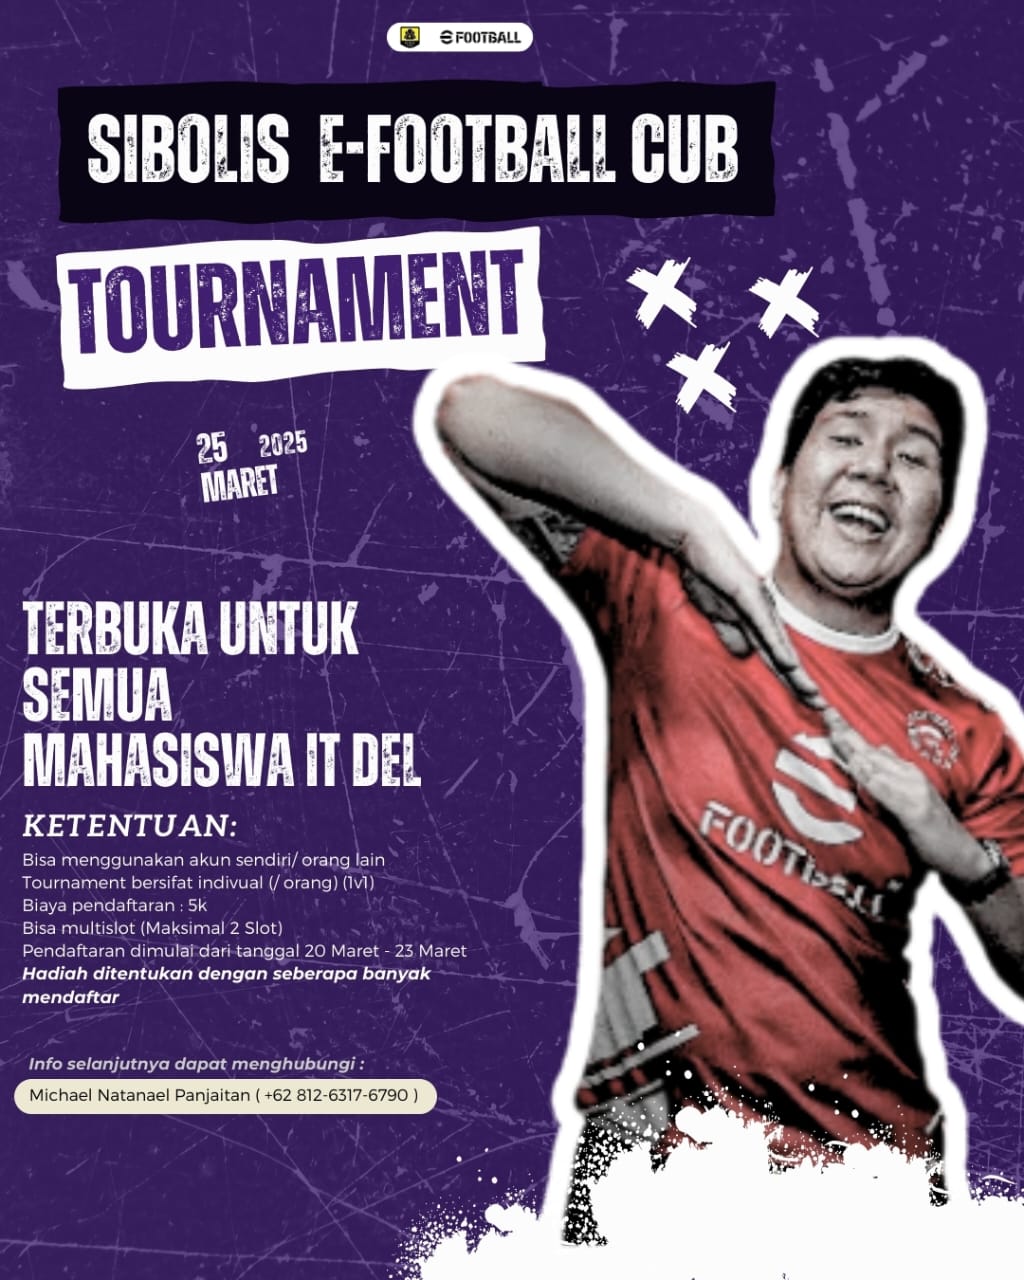 FOOTBALL
SIBOLIS E-FOOTBALL CUB
TOURNAMENT
25 2025
MARET
TERBUKA UNTUK
SEMUA
MAHASISWA IT DEL
KETENTUAN:
Bisa menggunakan akun sendiri/ orang lain
Tournament bersifat indivual (/ orang) (1v1)
Biaya pendaftaran : 5k
Bisa multislot (Maksimal 2 Slot)
Pendaftaran dimulai dari tanggal 20 Maret - 23 Maret
Hadiah ditentukan dengan seberapa banyak
mendaftar
Info selanjutnya dapat menghubungi :
Michael Natanael Panjaitan ( +62 812-6317-6790 )
FOOTBALL